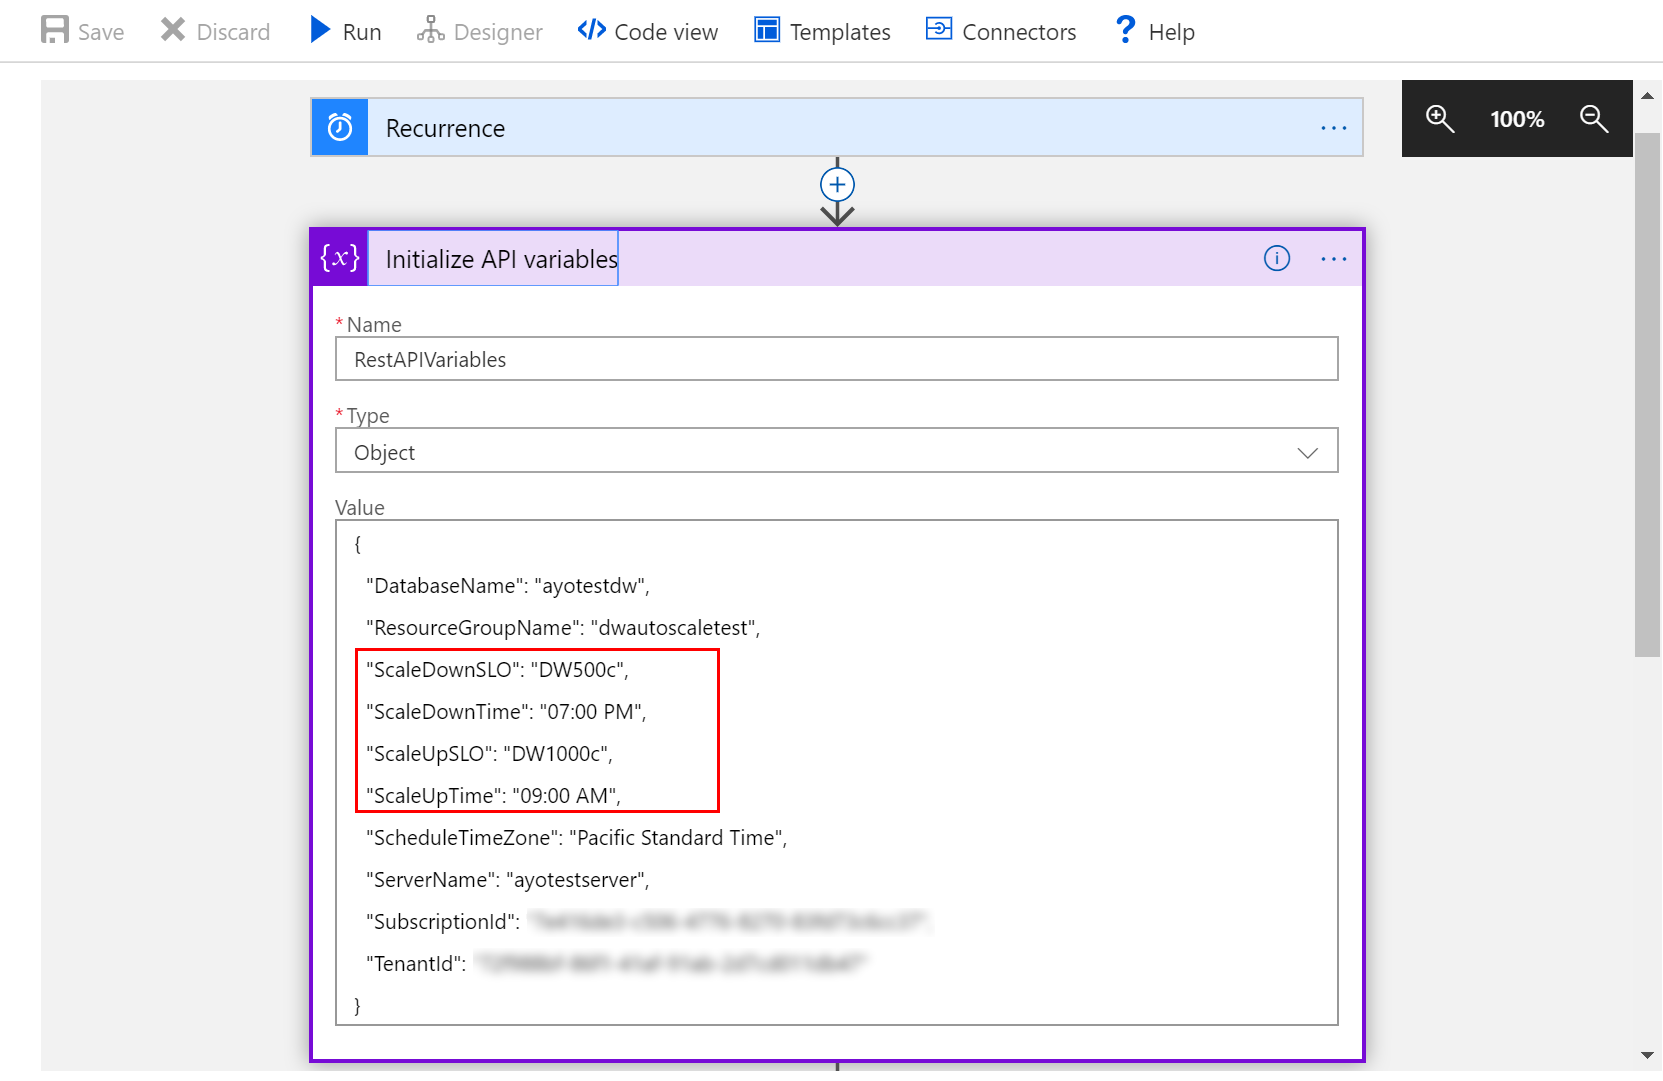 Save Discard Run Designer Code view Templates Connectors ? Help
Recurrence ...
100%
{x} Initialize API variables ...
* Name
RestAPIVariables
* Type
Object
Value
{
"DatabaseName": "ayotestdw",
"ResourceGroupName": "dwautoscaletest",
"ScaleDownSLO": "DW500c",
"ScaleDownTime": "07:00 PM",
"ScaleUpSLO": "DW1000c",
"ScaleUpTime": "09:00 AM",
"ScheduleTimeZone": "Pacific Standard Time",
"ServerName": "ayotestserver",
"SubscriptionId":
"TenantId":
}